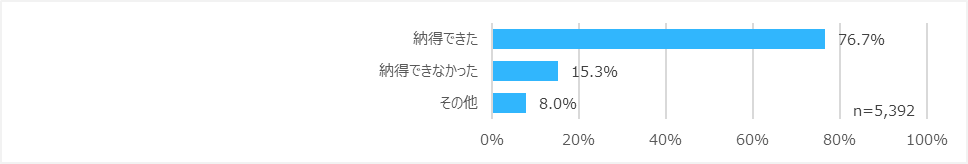 納得できた 76.7%
納得できなかった 15.3%
その他 8.0%
n=5,392
0% 20% 40% 60% 80% 100%